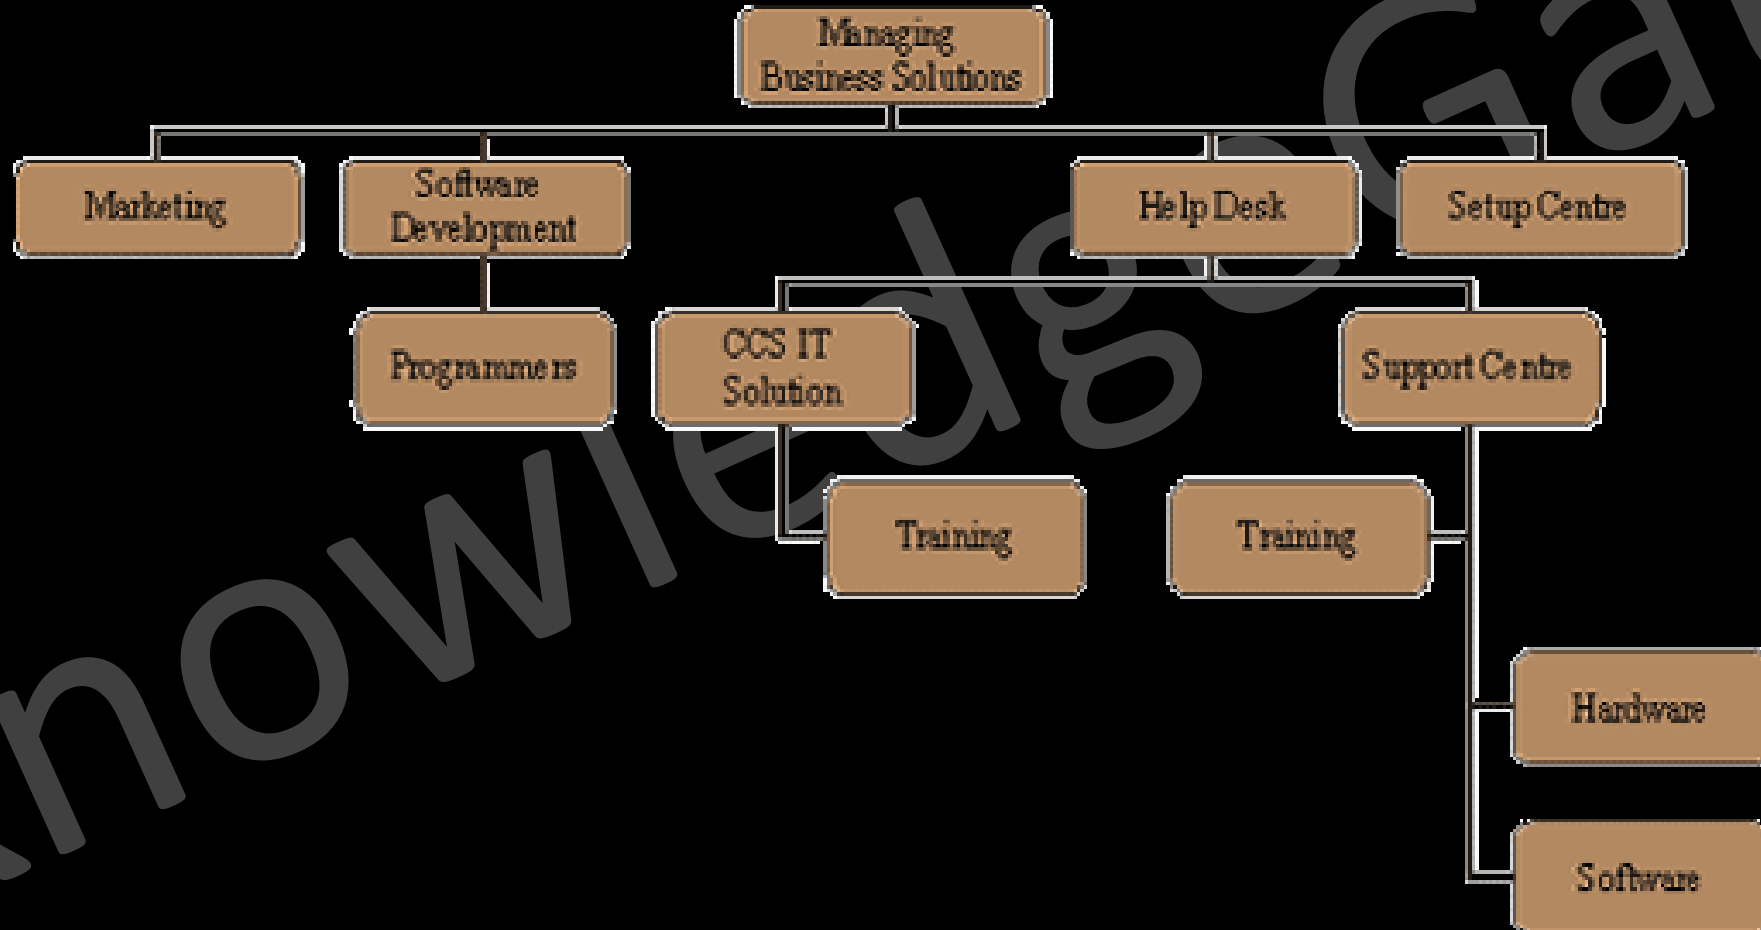 Managing
Business Solutions
Marketing
Software
Development
Help Desk
Setup Centre
Programmers
CCS IT
Solution
Support Centre
Training
Training
Hardware
Software
KnowledgeGat